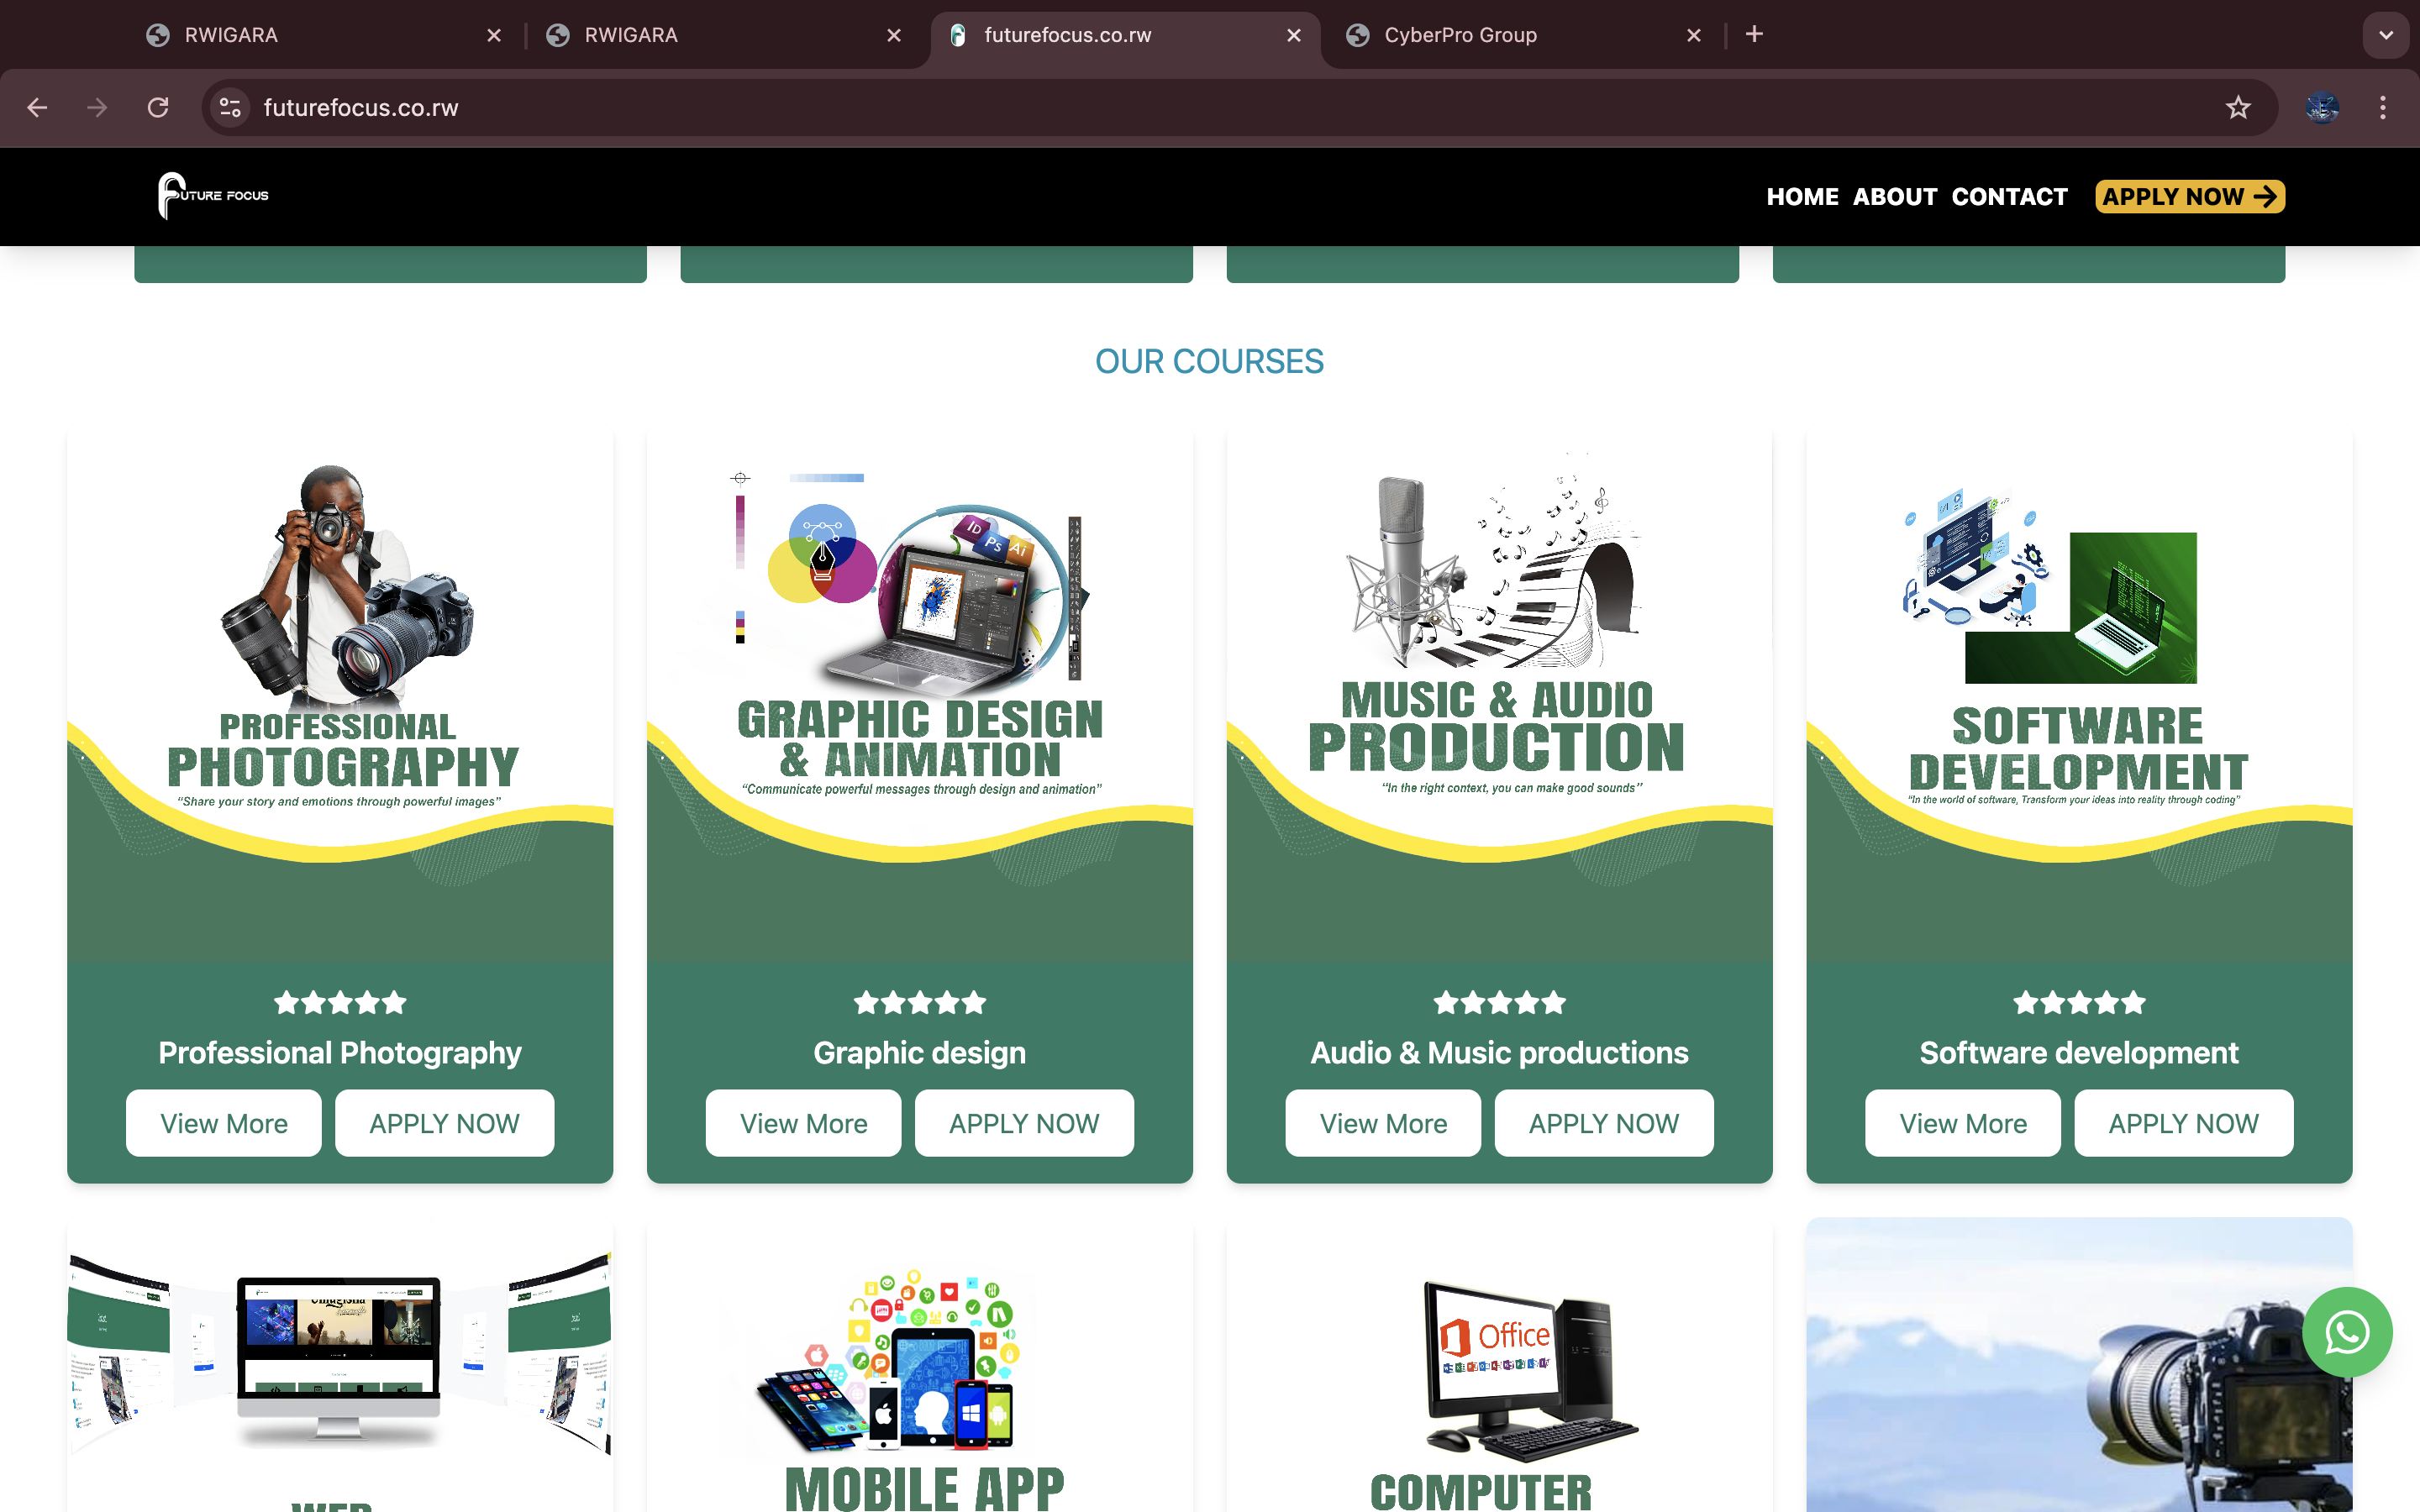 RWIGARA
RWIGARA
futurefocus.co.rw
CyberPro Group
futurefocus.co.rw
FUTURE FOCUS
HOME ABOUT CONTACT APPLY NOW
OUR COURSES
PROFESSIONAL
PHOTOGRAPHY
“Share your story and emotions through powerful images”
ID
Ps
Ai
GRAPHIC DESIGN
& ANIMATION
“Communicate powerful messages through design and animation”
MUSIC & AUDIO
PRODUCTION
“In the right context, you can make good sounds”
SOFTWARE
DEVELOPMENT
“In the world of software, Transform your ideas into reality through coding”
Professional Photography
View More APPLY NOW
Graphic design
View More APPLY NOW
Audio & Music productions
View More APPLY NOW
Software development
View More APPLY NOW
WEB
MOBILE APP
Office
COMPUTER